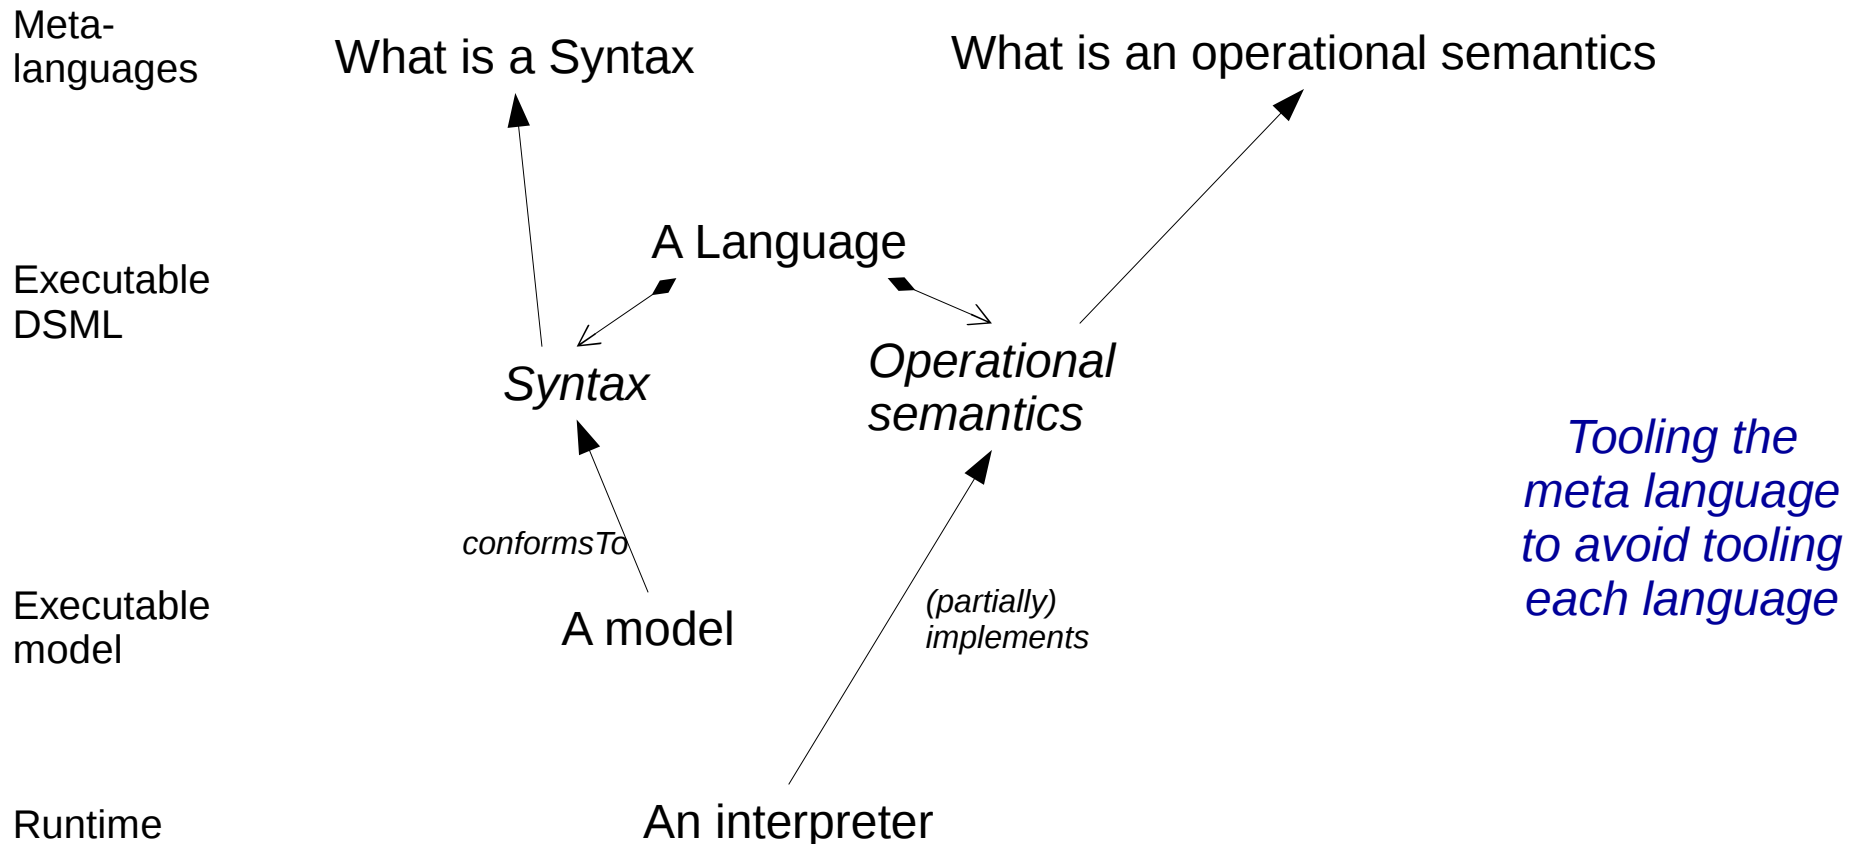 Meta-
languages
What is a Syntax
What is an operational semantics
A Language
Executable
DSML
Syntax
Operational
semantics
Tooling the
meta language
to avoid tooling
each language
conformsTo
Executable
model
A model
(partially)
implements
Runtime
An interpreter